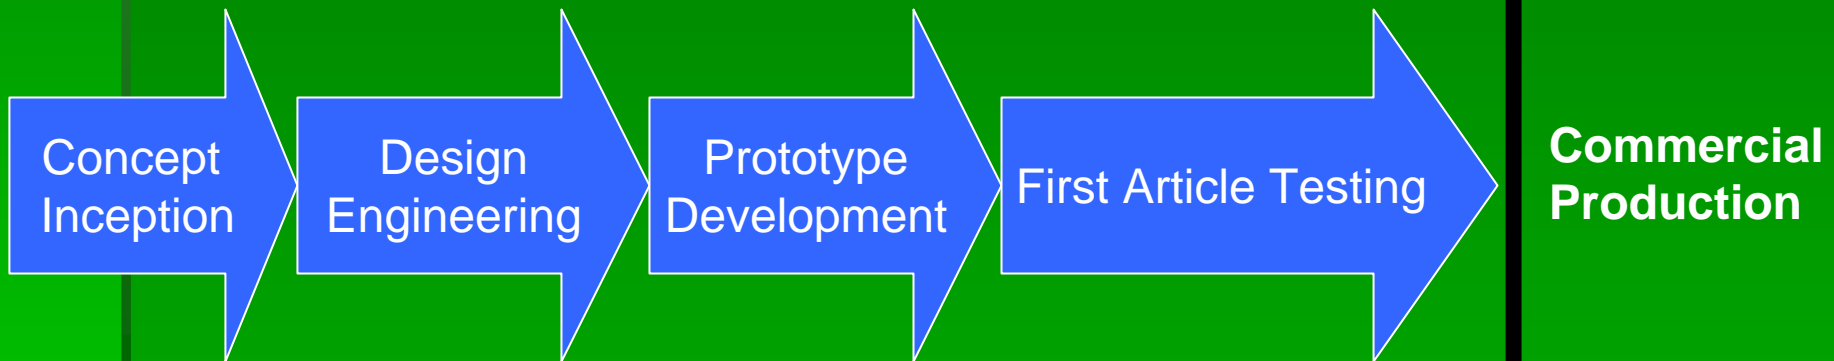 Concept
Inception
Design
Engineering
Prototype
Development
First Article Testing
Commercial
Production